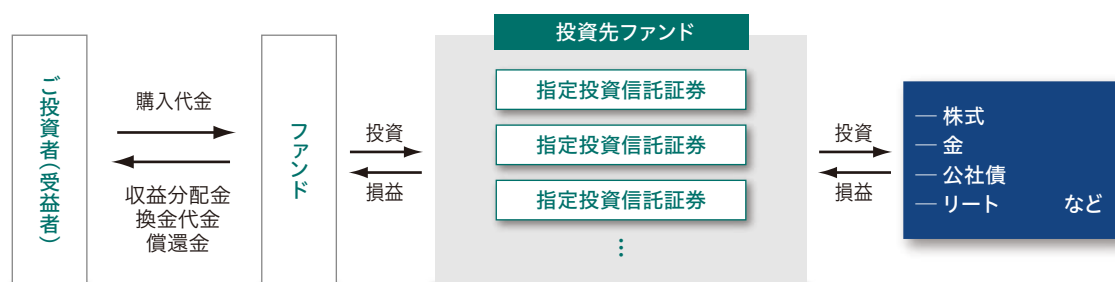 ご投資者(受益者)
購入代金
収益分配金
換金代金
償還金
ファンド
投資
損益
投資先ファンド
指定投資信託証券
指定投資信託証券
指定投資信託証券
⋮
投資
損益
― 株式
― 金
― 公社債
― リート など